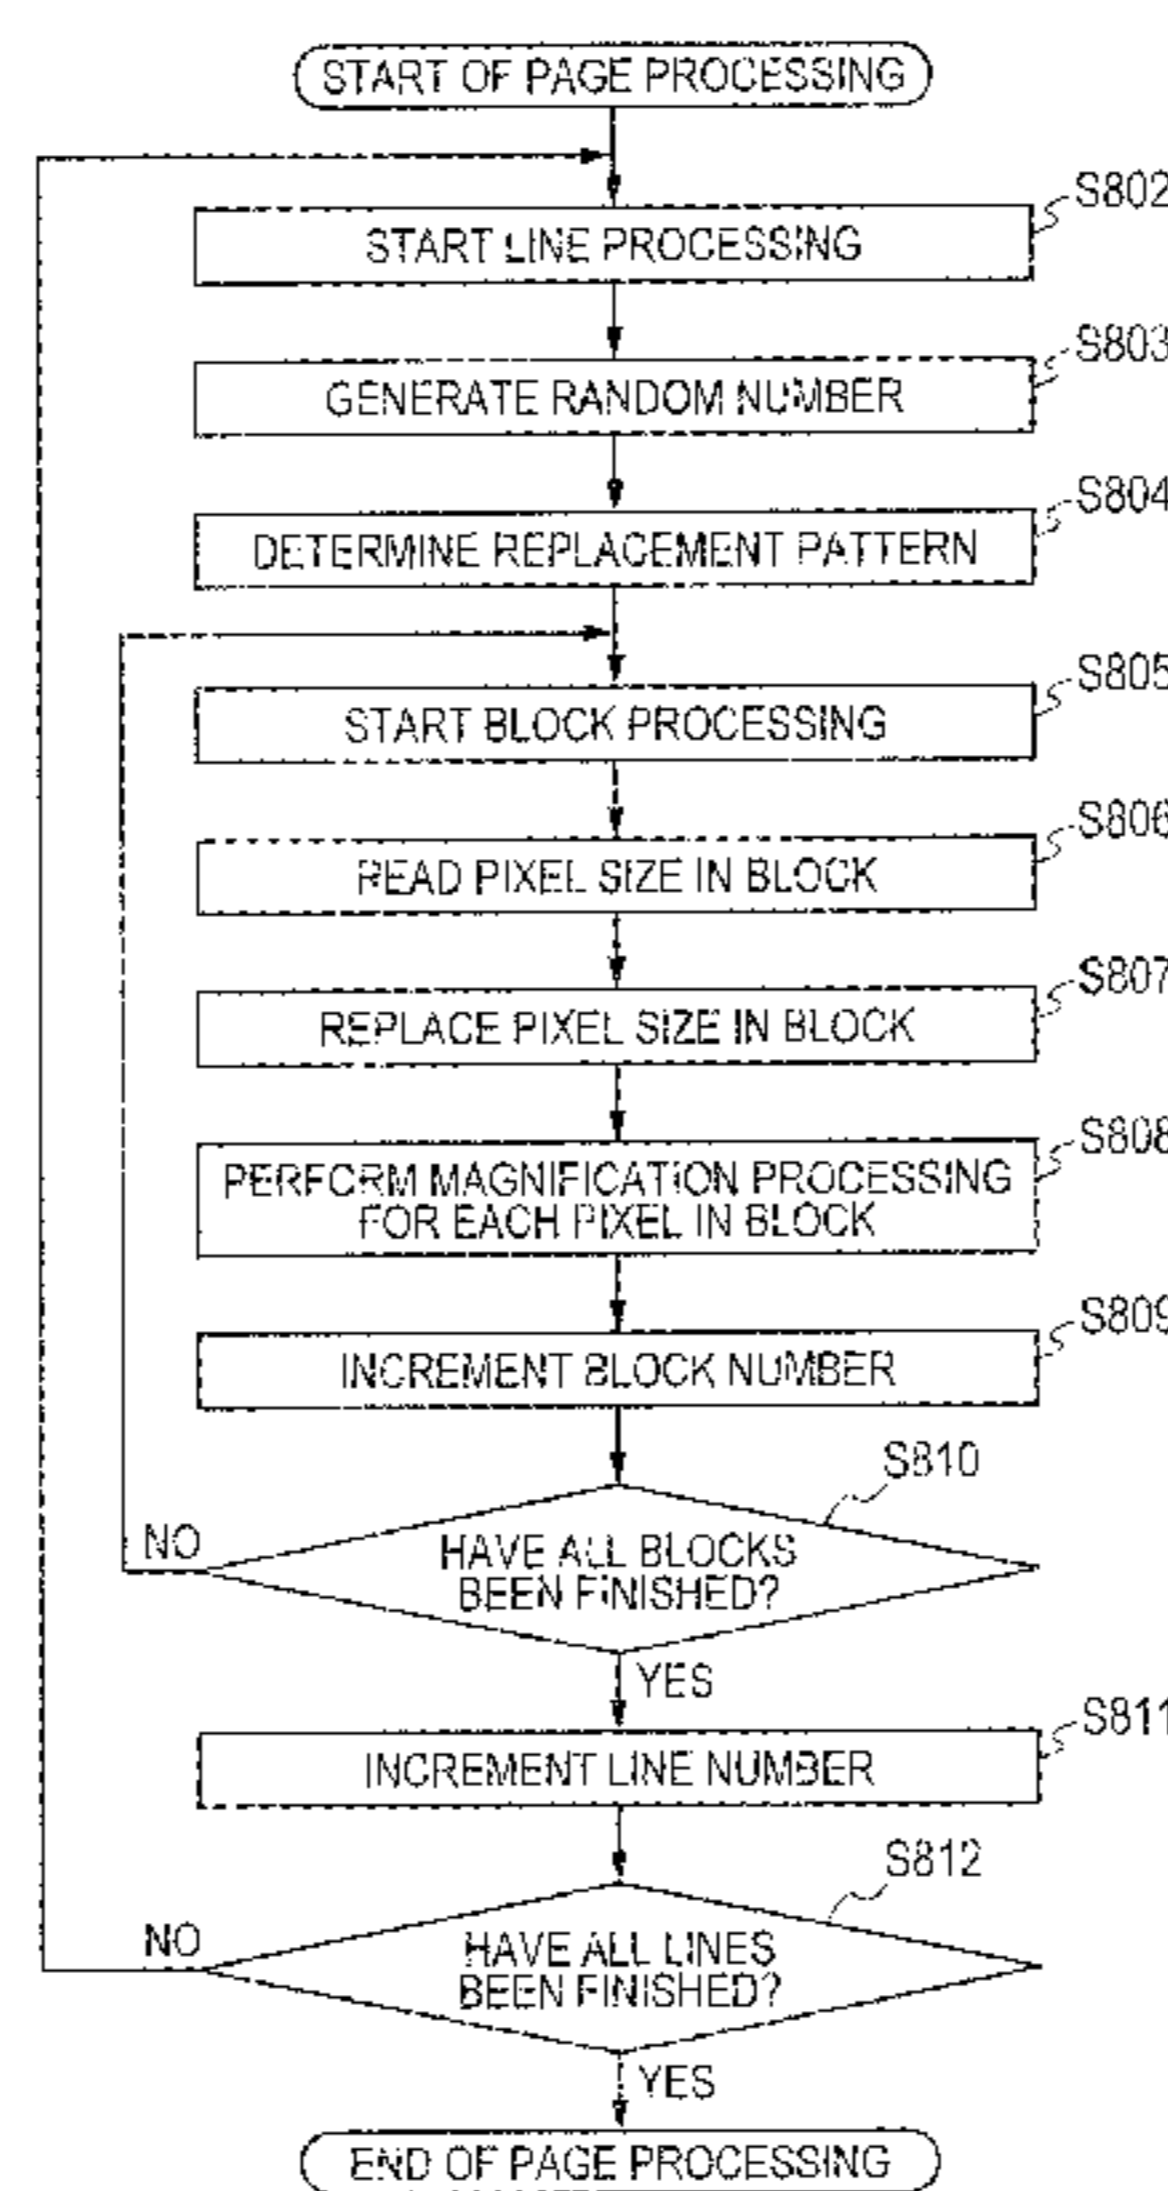 START OF PAGE PROCESSING
S802
START LINE PROCESSING
S803
GENERATE RANDOM NUMBER
S804
DETERMINE REPLACEMENT PATTERN
S805
START BLOCK PROCESSING
S806
READ PIXEL SIZE IN BLOCK
S807
REPLACE PIXEL SIZE IN BLOCK
S808
PERFORM MAGNIFICATION PROCESSING
FOR EACH PIXEL IN BLOCK
S809
INCREMENT BLOCK NUMBER
S810
NO
HAVE ALL BLOCKS
BEEN FINISHED?
YES
S811
INCREMENT LINE NUMBER
S812
NO
HAVE ALL LINES
BEEN FINISHED?
YES
END OF PAGE PROCESSING